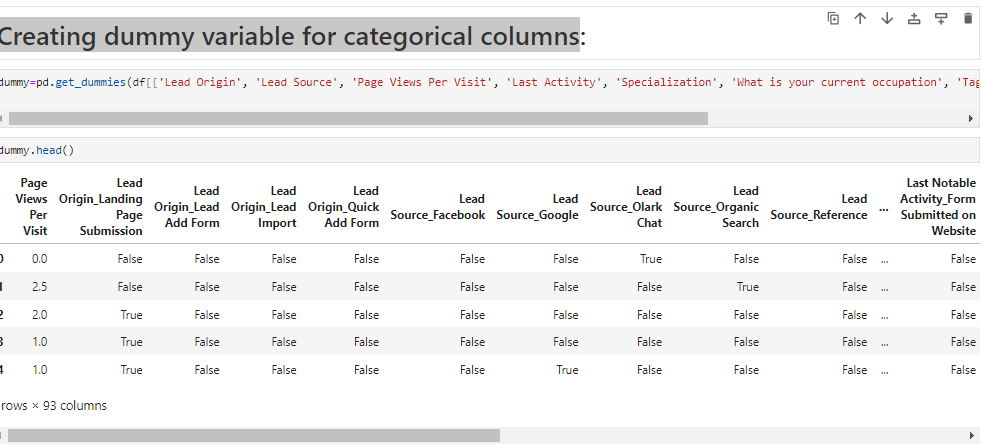 Creating dummy variable for categorical columns:
dummy=pd.get_dummies(df[['Lead Origin', 'Lead Source', 'Page Views Per Visit', 'Last Activity', 'Specialization', 'What is your current occupation', 'Tag
dummy.head()
Page Views Per Visit Lead Origin_Landing Page Submission Lead Origin_Lead Add Form Lead Origin_Lead Import Lead Origin_Quick Add Form Lead Source_Facebook Lead Source_Google Lead Source_Olark Chat Lead Source_Organic Search Lead Source_Reference ... Last Notable Activity_Form Submitted on Website
0 0.0 False False False False False False True False False ... False
1 2.5 False False False False False False False True False ... False
2 2.0 True False False False False False False False False ... False
3 1.0 True False False False False False False False False ... False
4 1.0 True False False False False True False False False ... False
rows × 93 columns